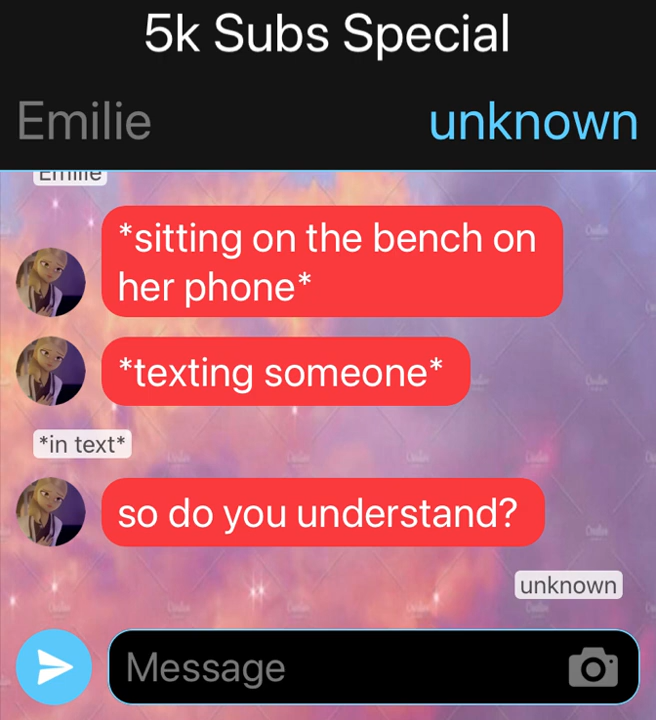 5k Subs Special
Emilie
unknown
Emilie
*sitting on the bench on
her phone*
*texting someone*
*in text*
so do you understand?
unknown
Message